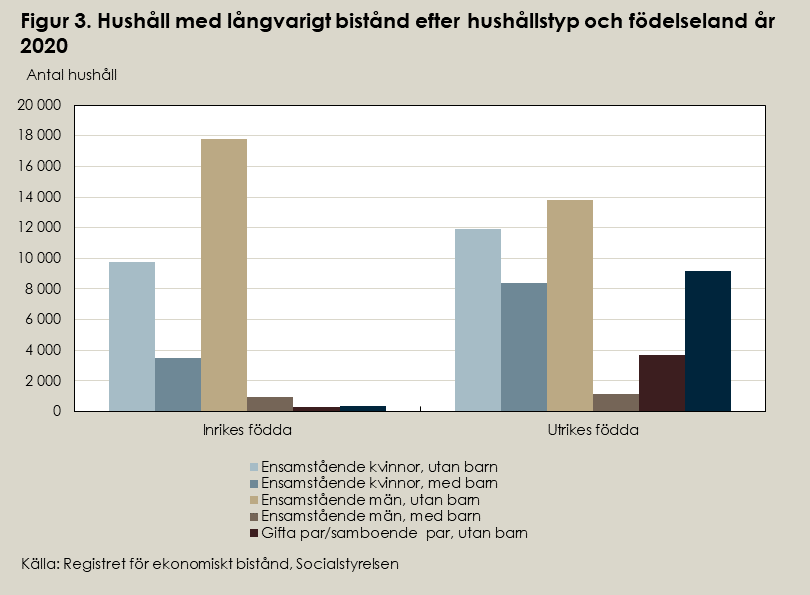 Figur 3. Hushåll med långvarigt bistånd efter hushållstyp och födelseland år
2020
Antal hushåll
20 000
18 000
16 000
14 000
12 000
10 000
8 000
6 000
4 000
2 000
0
Inrikes födda
Utrikes födda
Ensamstående kvinnor, utan barn
Ensamstående kvinnor, med barn
Ensamstående män, utan barn
Ensamstående män, med barn
Gifta par/samboende par, utan barn
Källa: Registret för ekonomiskt bistånd, Socialstyrelsen